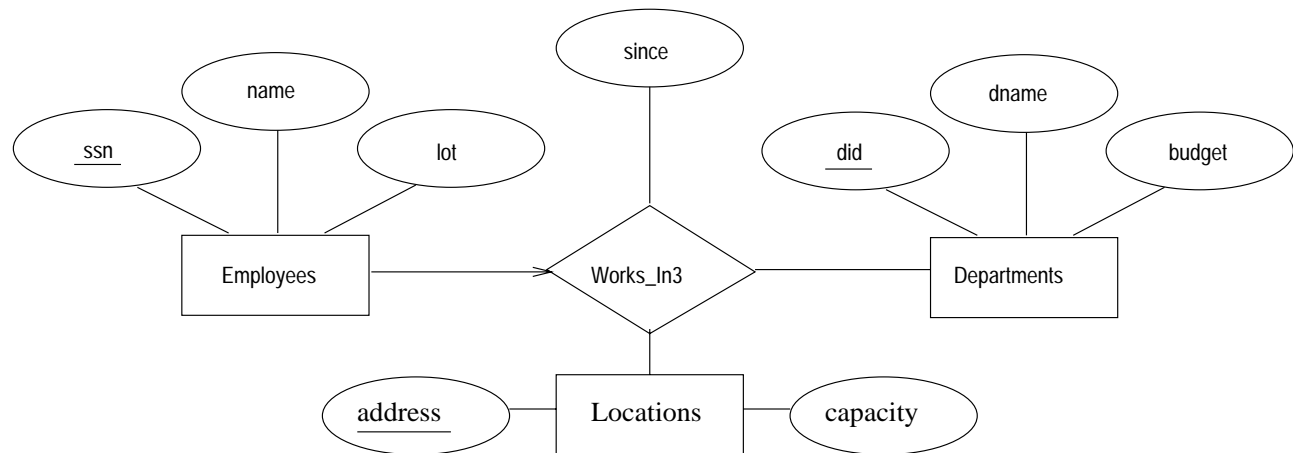 since
name
dname
ssn
lot
did
budget
Employees
Works_In3
Departments
address
Locations
capacity